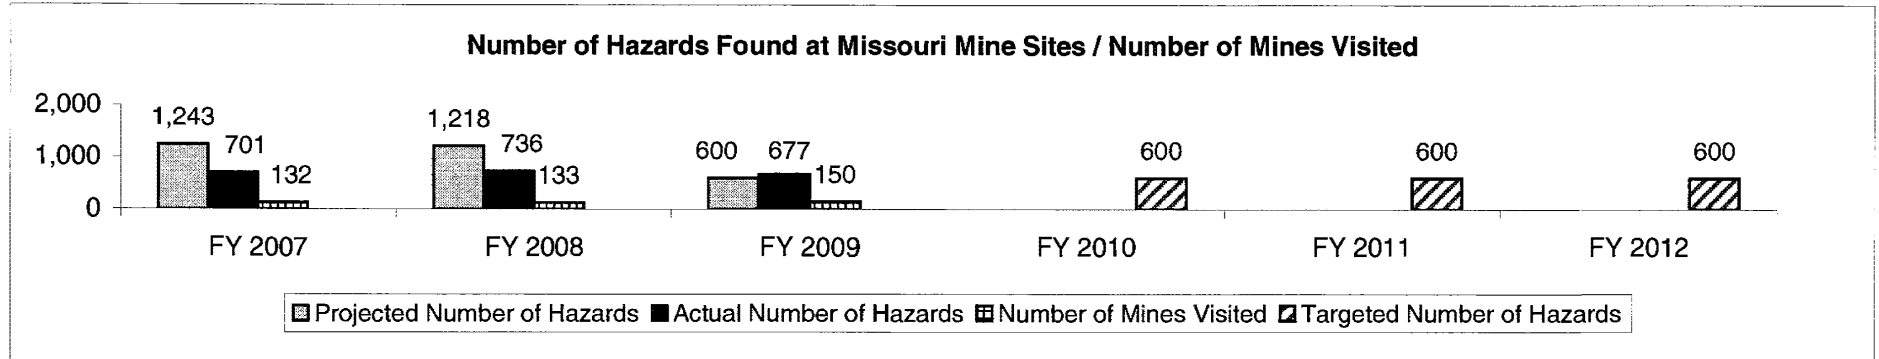 Number of Hazards Found at Missouri Mine Sites / Number of Mines Visited
2,000
1,000
0
1,243
701
132
1,218
736
133
600
677
150
600
600
600
FY 2007
FY 2008
FY 2009
FY 2010
FY 2011
FY 2012
Projected Number of Hazards Actual Number of Hazards Number of Mines Visited Targeted Number of Hazards